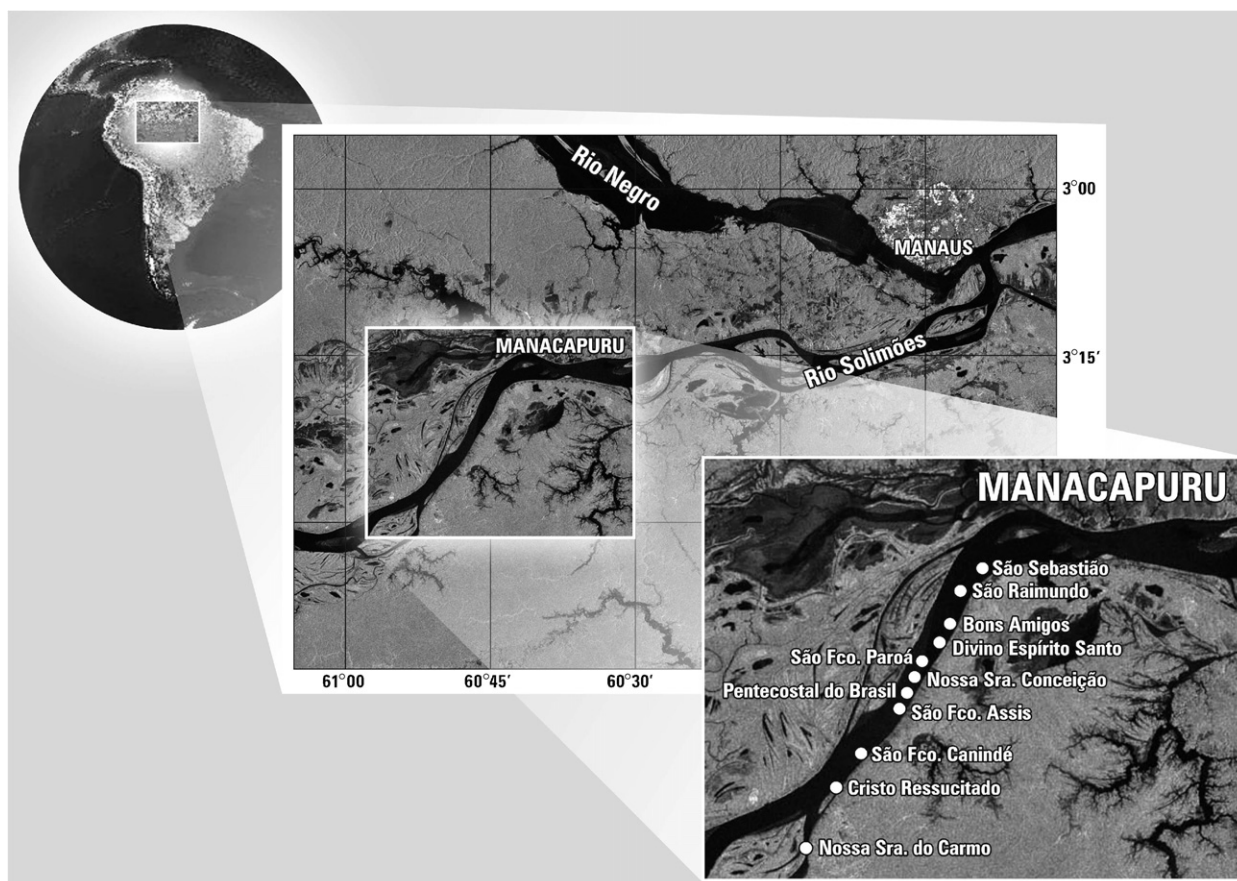 Rio Negro
3°00
MANAUS
MANACAPURU
Rio Solimões
3°15'
61°00
60°45'
60°30'
MANACAPURU
São Sebastião
São Raimundo
Bons Amigos
Divino Espírito Santo
São Fco. Paroá
Nossa Sra. Conceição
Pentecostal do Brasil
São Fco. Assis
São Fco. Canindé
Cristo Ressucitado
Nossa Sra. do Carmo